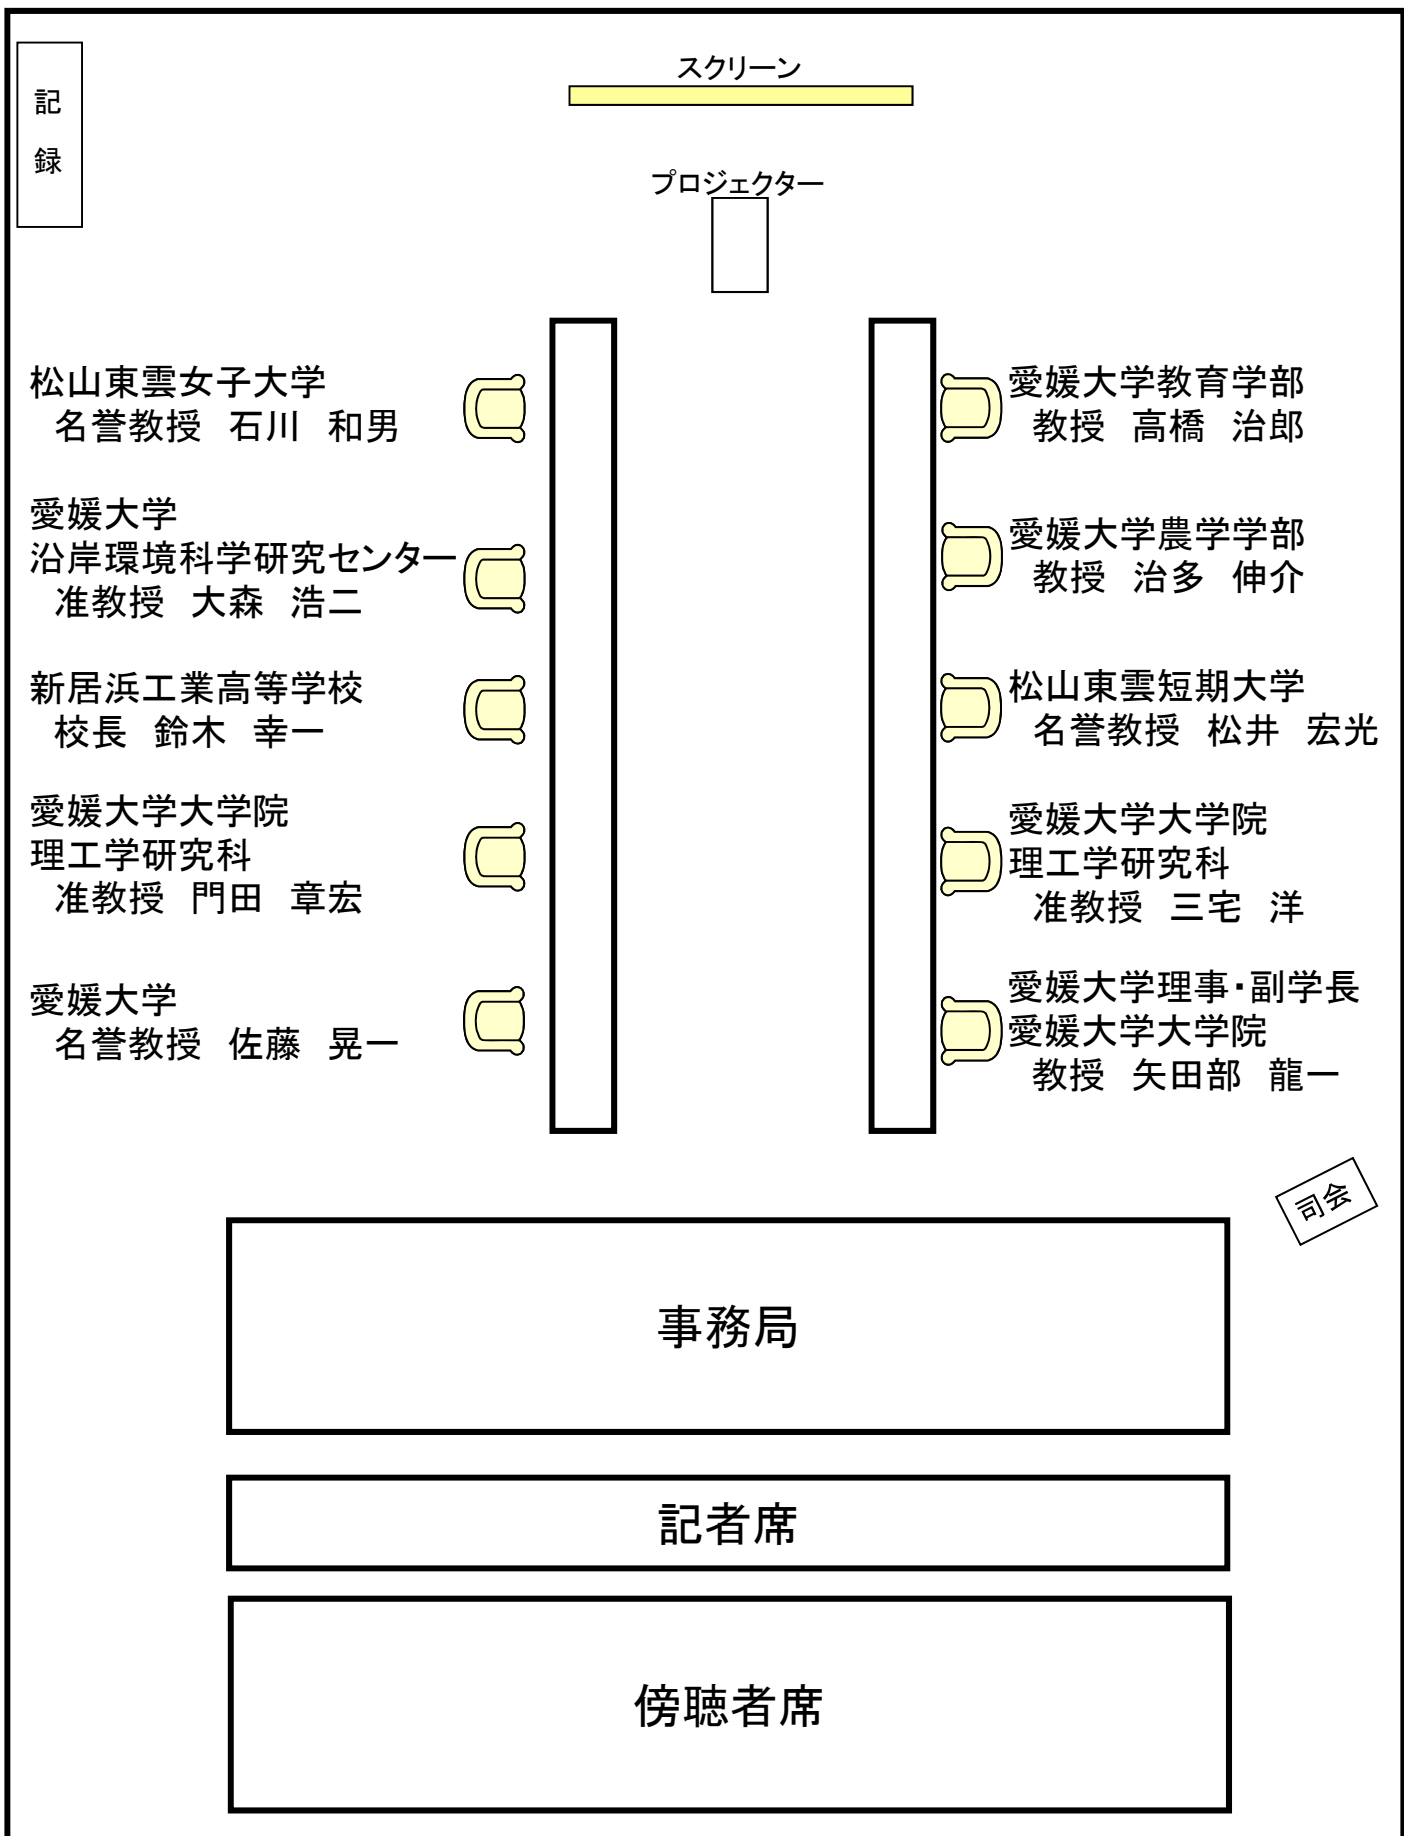 スクリーン
記
録
プロジェクター
松山東雲女子大学
名誉教授 石川 和男
愛媛大学
沿岸環境科学研究センター
准教授 大森 浩二
新居浜工業高等学校
校長 鈴木 幸一
愛媛大学大学院
理工学研究科
准教授 門田 章宏
愛媛大学
名誉教授 佐藤 晃一
愛媛大学教育学部
教授 高橋 治郎
愛媛大学農学学部
教授 治多 伸介
松山東雲短期大学
名誉教授 松井 宏光
愛媛大学大学院
理工学研究科
准教授 三宅 洋
愛媛大学理事・副学長
愛媛大学大学院
教授 矢田部 龍一
司会
事務局
記者席
傍聴者席